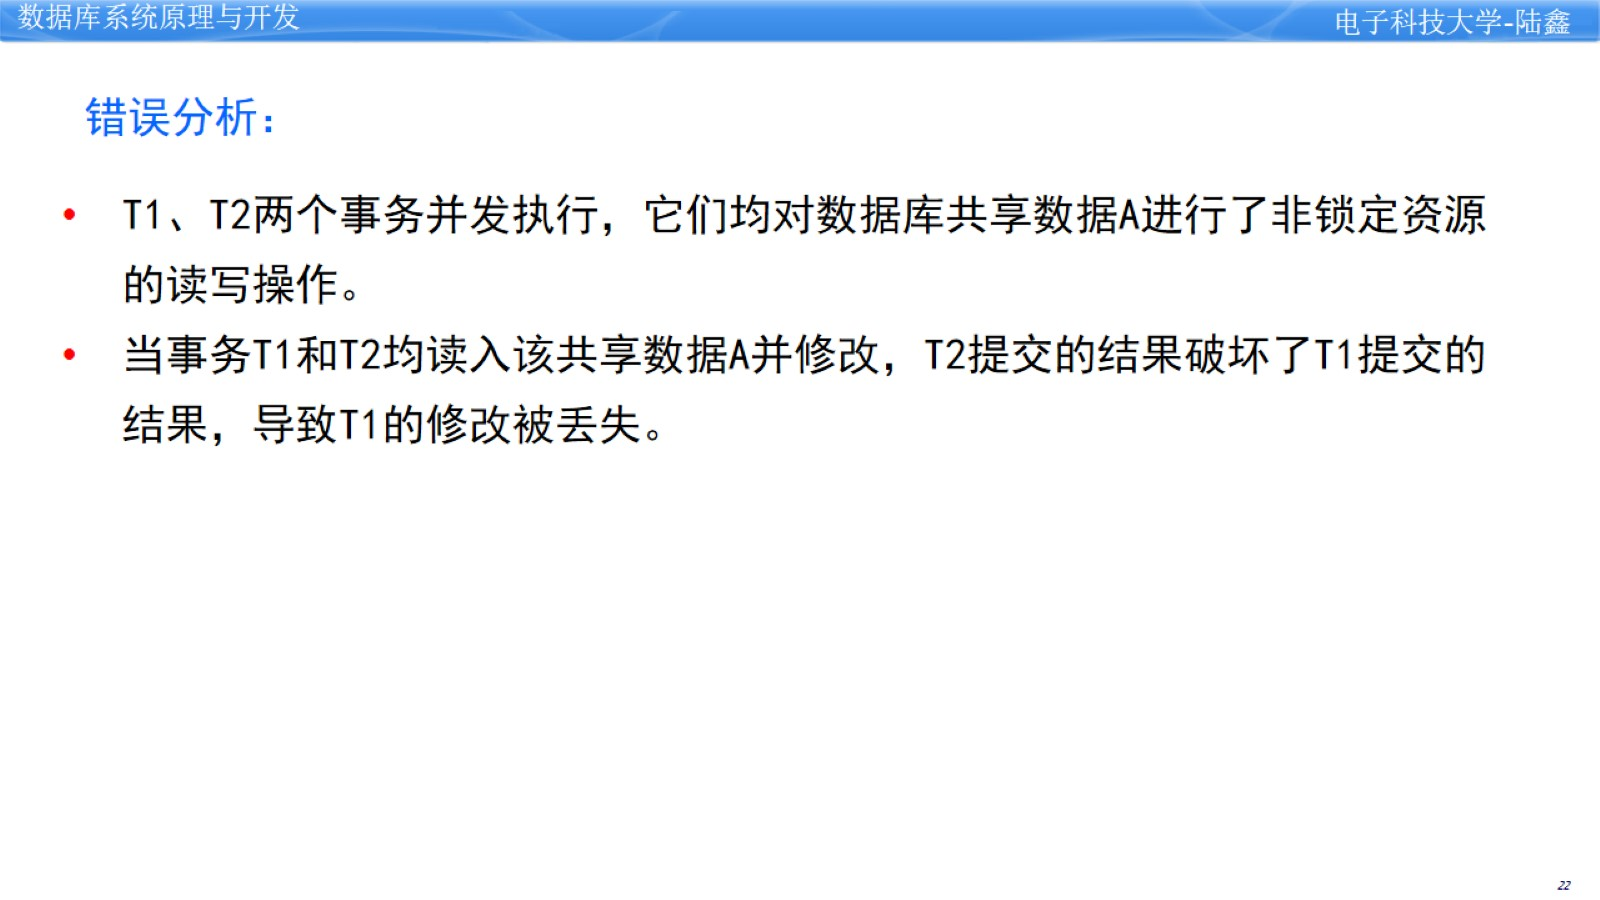 数据库系统原理与开发
电子科技大学-陆鑫
错误分析：
• T1、T2两个事务并发执行，它们均对数据库共享数据A进行了非锁定资源
的读写操作。
• 当事务T1和T2均读入该共享数据A并修改，T2提交的结果破坏了T1提交的
结果，导致T1的修改被丢失。
22